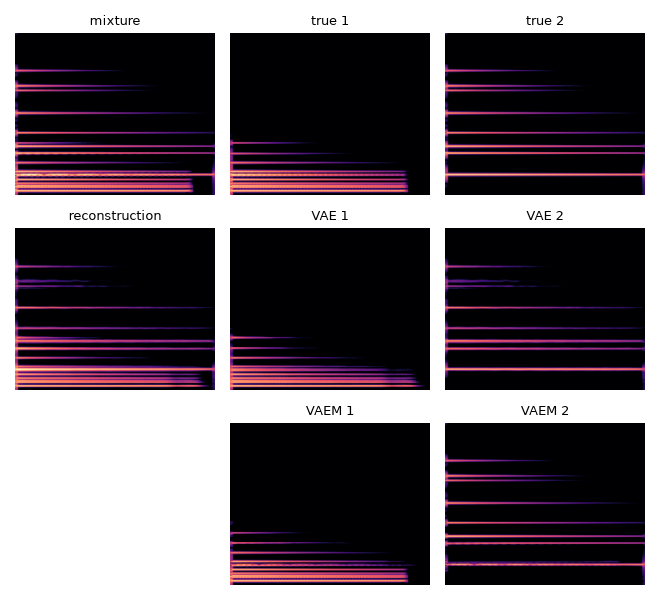 mixture
true 1
true 2
reconstruction
VAE 1
VAE 2
VAEM 1
VAEM 2